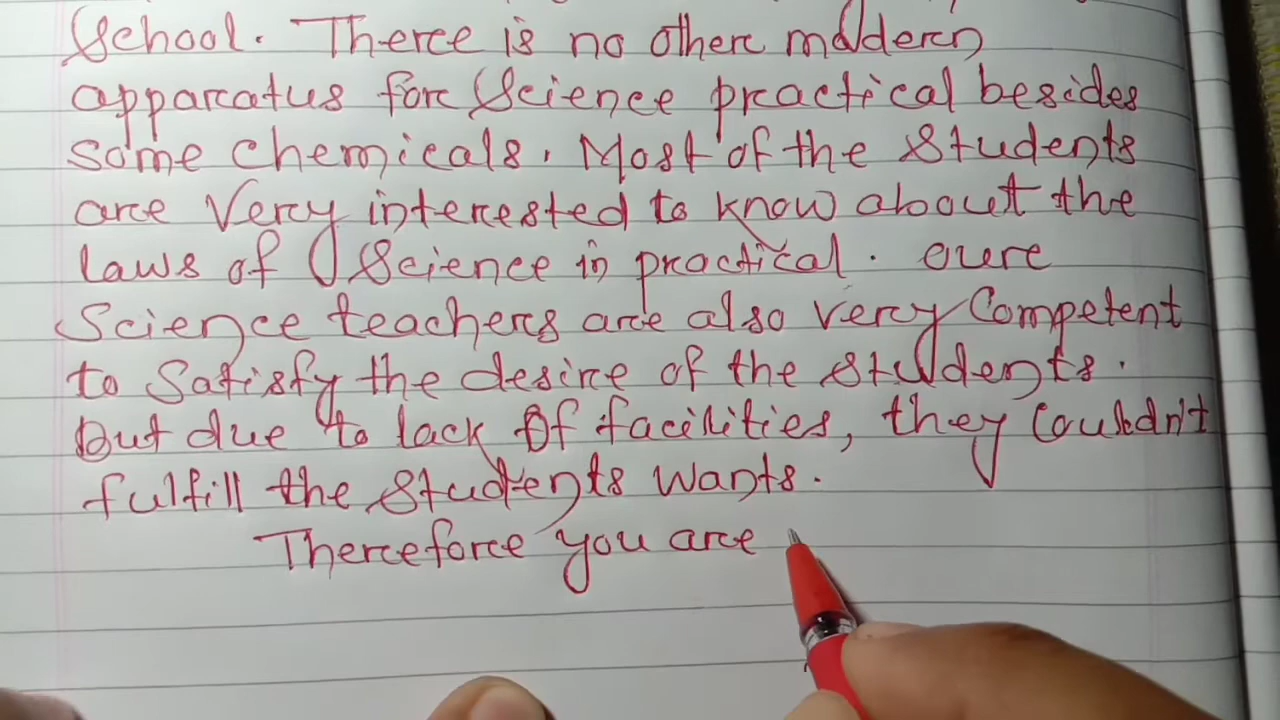 School. There is no other modern
apparatus for Science practical besides
some chemicals. Most of the students
are very interested to know about the
laws of Science in practical. our
Science teachers are also very Competent
to Satisfy the desire of the students.
But due to lack Of facilities, they Couldn't
fulfill the students wants.
Therefore you are